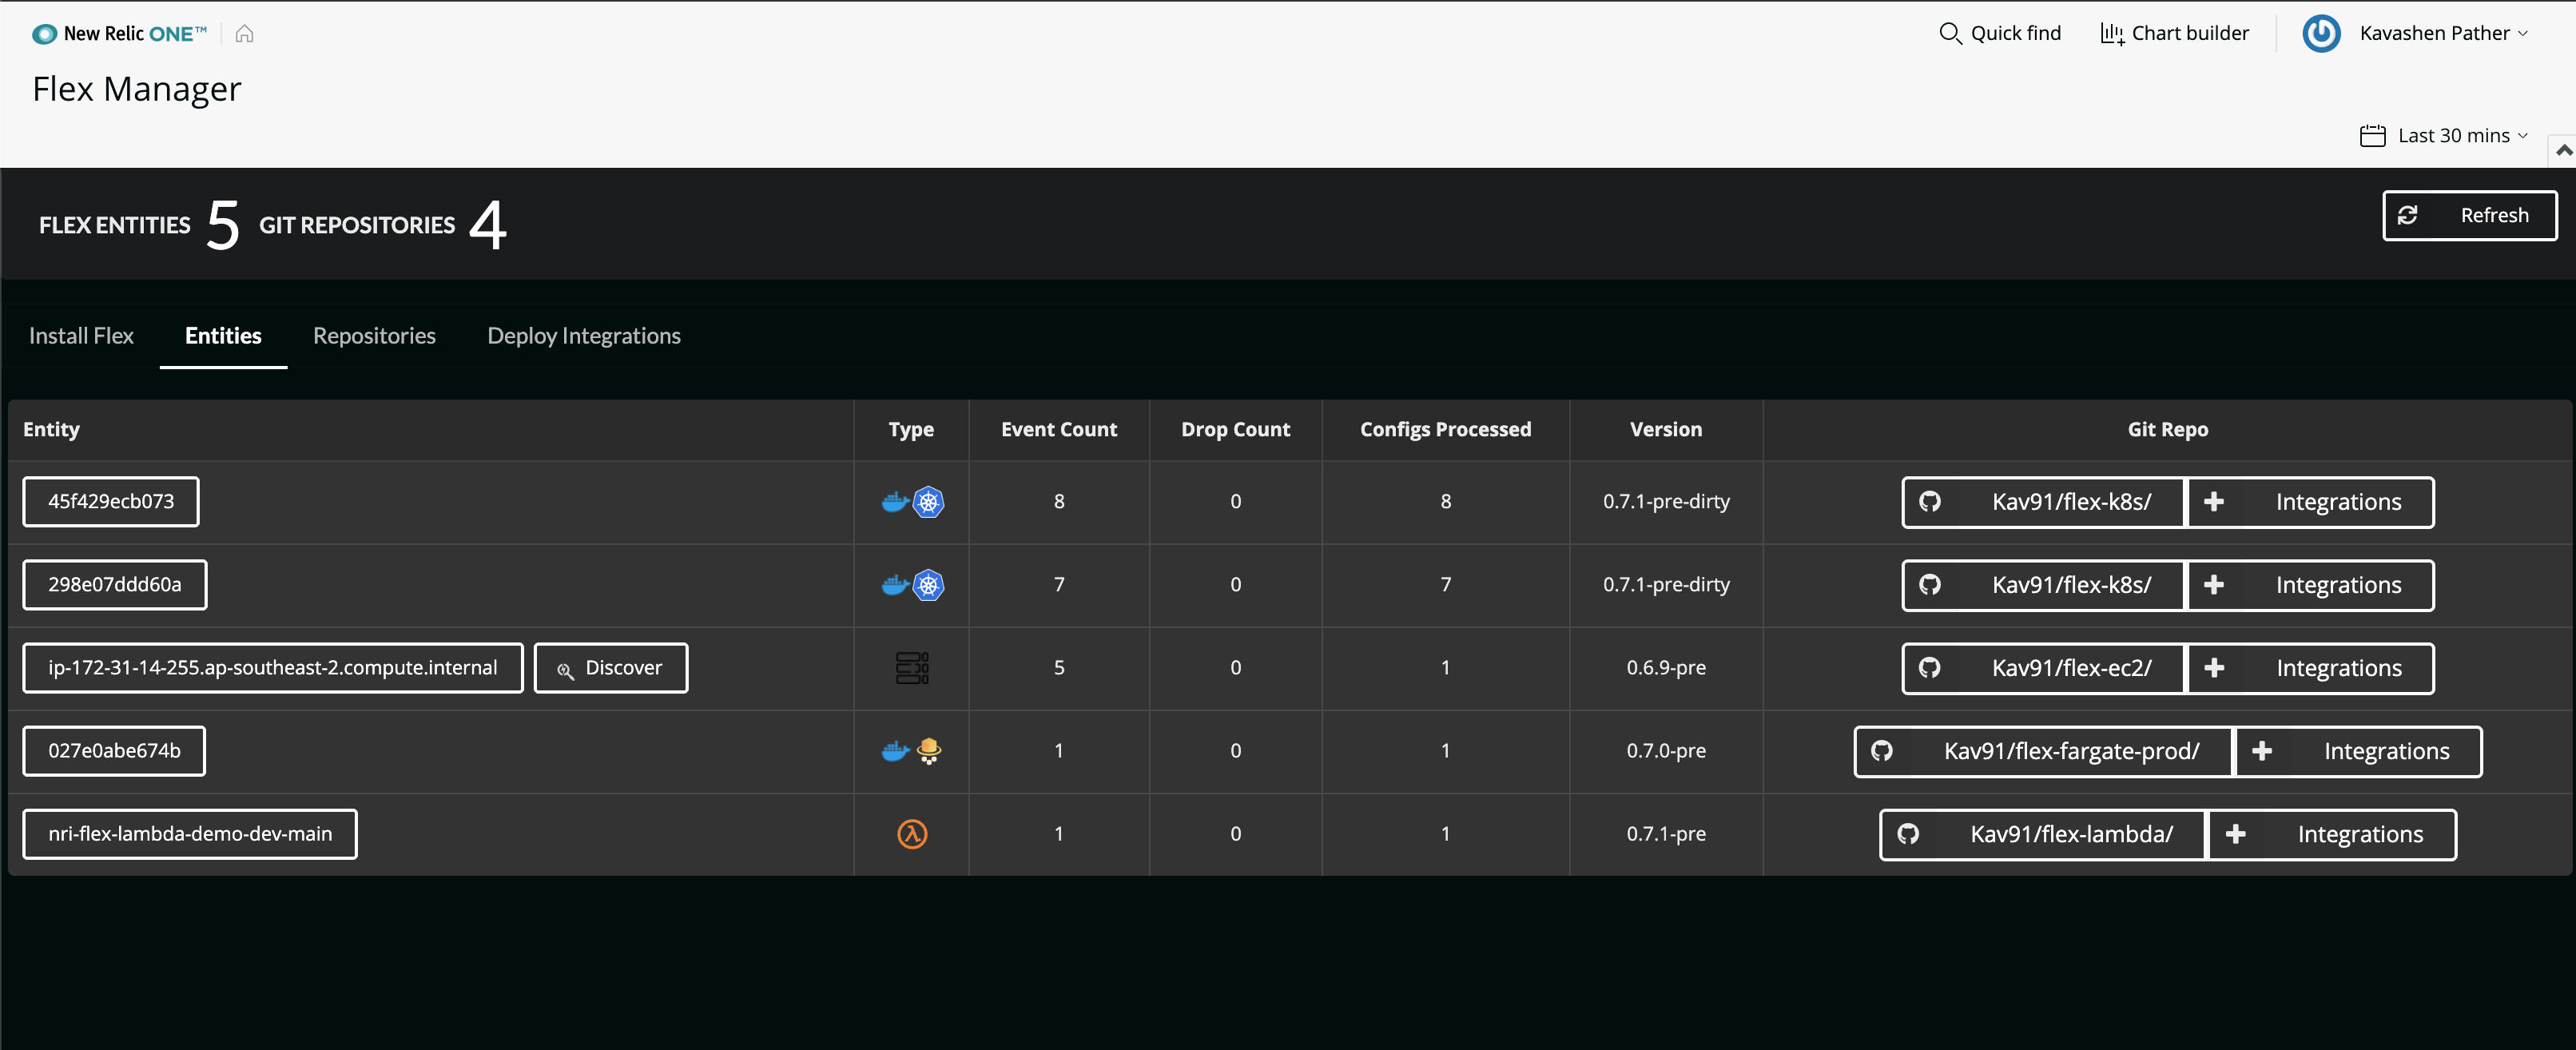 New Relic ONE™ Quick find Chart builder Kavashen Pather
Flex Manager
Last 30 mins
FLEX ENTITIES 5 GIT REPOSITORIES 4 Refresh
Install Flex Entities Repositories Deploy Integrations
Entity Type Event Count Drop Count Configs Processed Version Git Repo
45f429ecb073 8 0 8 0.7.1-pre-dirty Kav91/flex-k8s/ Integrations
298e07ddd60a 7 0 7 0.7.1-pre-dirty Kav91/flex-k8s/ Integrations
ip-172-31-14-255.ap-southeast-2.compute.internal Discover 5 0 1 0.6.9-pre Kav91/flex-ec2/ Integrations
027e0abe674b 1 0 1 0.7.0-pre Kav91/flex-fargate-prod/ Integrations
nri-flex-lambda-demo-dev-main 1 0 1 0.7.1-pre Kav91/flex-lambda/ Integrations